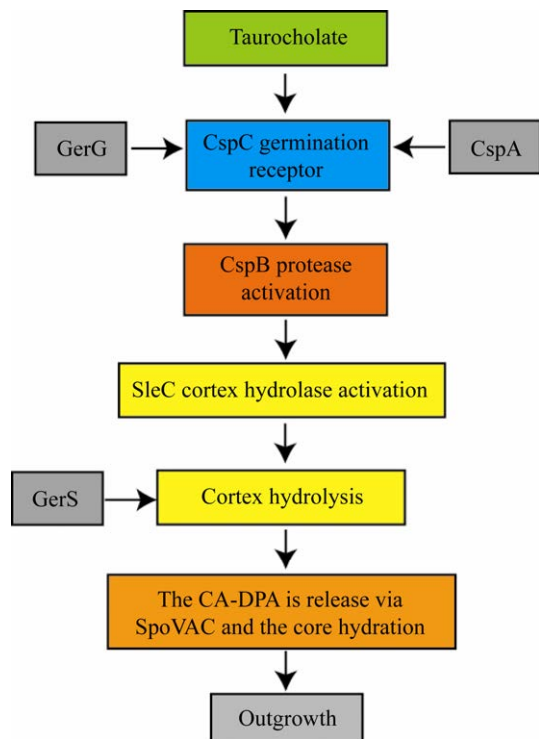 Taurocholate
GerG
CspC germination
receptor
CspA
CspB protease
activation
SleC cortex hydrolase activation
GerS
Cortex hydrolysis
The CA-DPA is release via
SpoVAC and the core hydration
Outgrowth